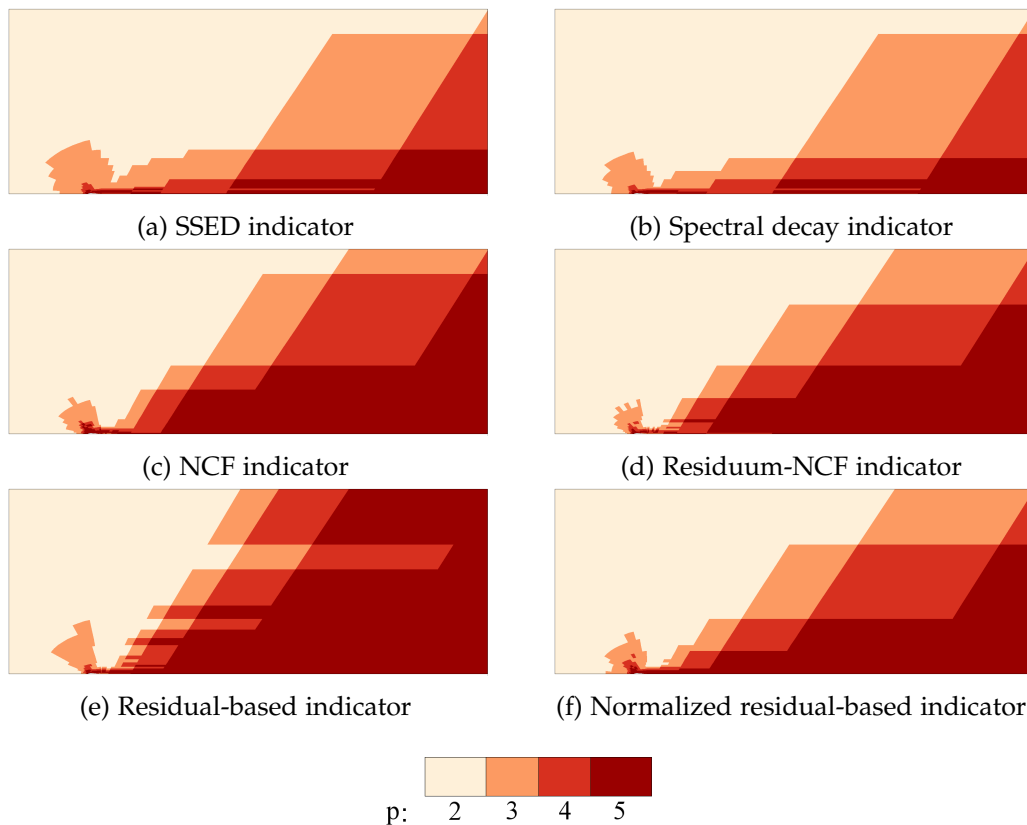 (a) SSED indicator
(b) Spectral decay indicator
(c) NCF indicator
(d) Residuum-NCF indicator
(e) Residual-based indicator
(f) Normalized residual-based indicator
p: 2 3 4 5